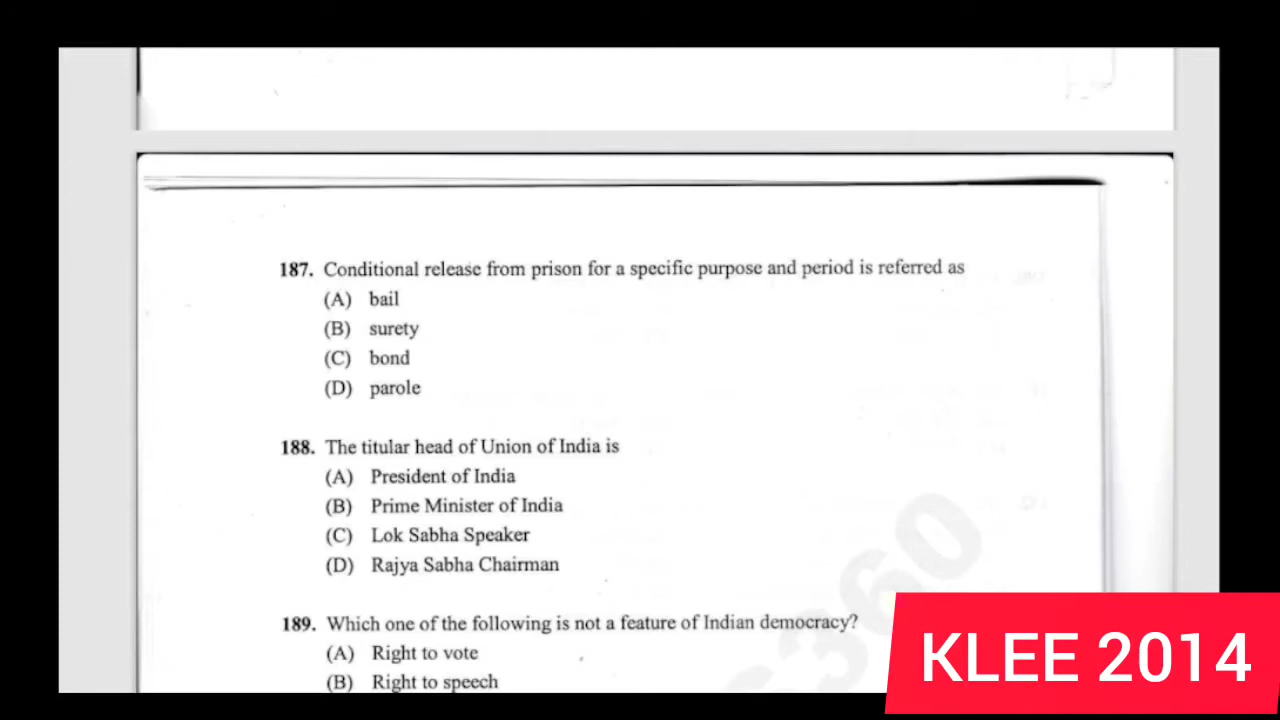 187. Conditional release from prison for a specific purpose and period is referred as
(A) bail
(B) surety
(C) bond
(D) parole
188. The titular head of Union of India is
(A) President of India
(B) Prime Minister of India
(C) Lok Sabha Speaker
(D) Rajya Sabha Chairman
189. Which one of the following is not a feature of Indian democracy?
(A) Right to vote
(B) Right to speech
360
KLEE 2014